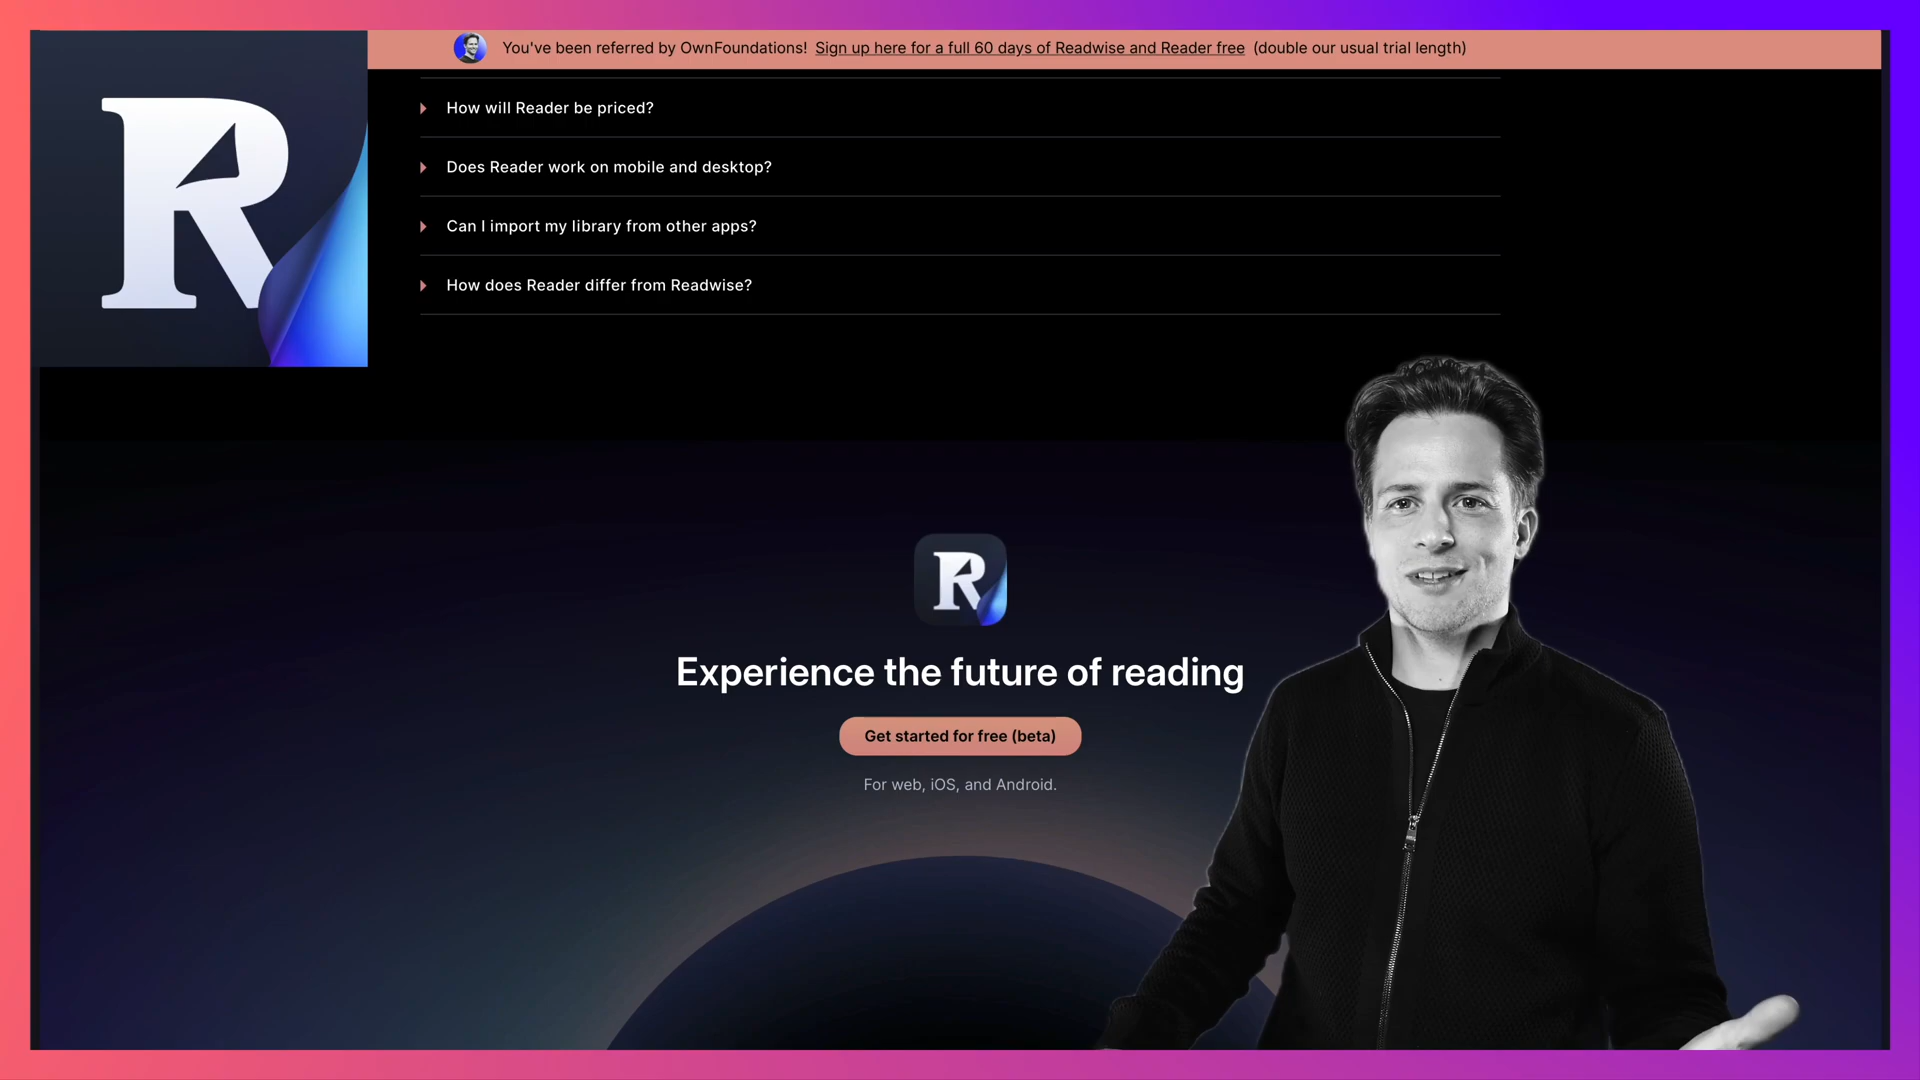 You've been referred by OwnFoundations! Sign up here for a full 60 days of Readwise and Reader free (double our usual trial length)
How will Reader be priced?
Does Reader work on mobile and desktop?
Can I import my library from other apps?
How does Reader differ from Readwise?
R
R
Experience the future of reading
Get started for free (beta)
For web, iOS, and Android.